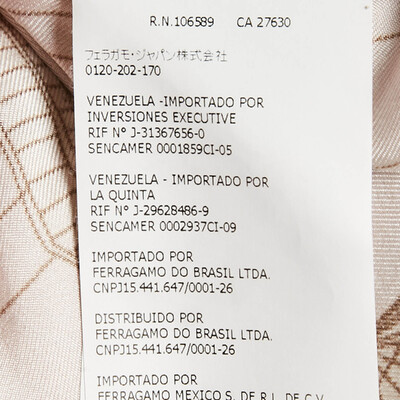 R.N.106589 CA 27630
フェラガモ・ジャパン株式会社
0120-202-170
VENEZUELA -IMPORTADO POR
INVERSIONES EXECUTIVE
RIF Nº J-31367656-0
SENCAMER 0001859CI-05
VENEZUELA - IMPORTADO POR
LA QUINTA
RIF Nº J-29628486-9
SENCAMER 0002937CI-09
IMPORTADO POR
FERRAGAMO DO BRASIL LTDA.
CNPJ15.441.647/0001-26
DISTRIBUIDO POR
FERRAGAMO DO BRASIL LTDA.
CNPJ15.441.647/0001-26
IMPORTADO POR
FERRAGAMO MEXICO S. DE R.L. DE C.V.